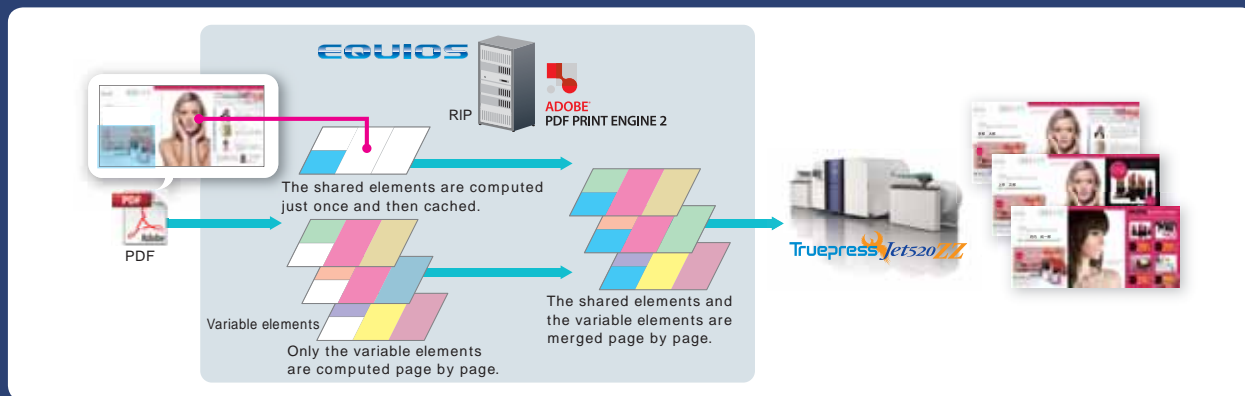 EQUIOS
RIP
ADOBE®
PDF PRINT ENGINE 2
The shared elements are computed
just once and then cached.
PDF
Adobe
PDF
Variable elements
Only the variable elements
are computed page by page.
The shared elements and
the variable elements are
merged page by page.
Truepress Jet520ZZ